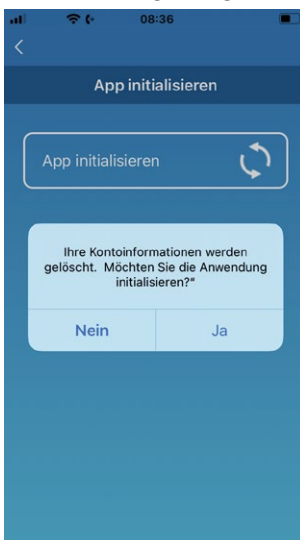 08:36
App initialisieren
App initialisieren
Ihre Kontoinformationen werden
gelöscht. Möchten Sie die Anwendung
initialisieren?"
Nein Ja